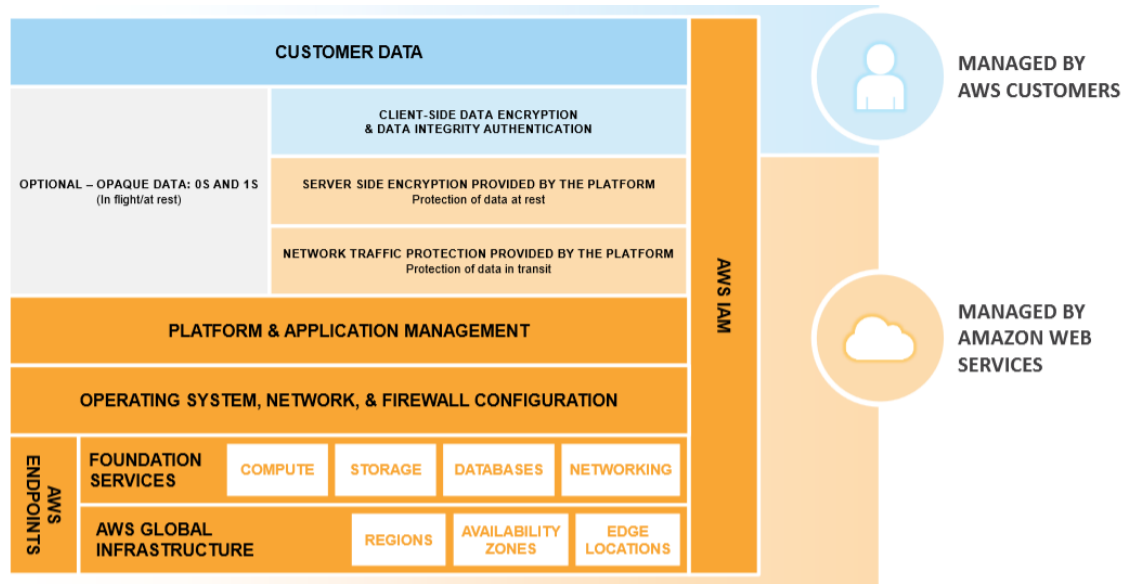 CUSTOMER DATA
CLIENT-SIDE DATA ENCRYPTION
& DATA INTEGRITY AUTHENTICATION
OPTIONAL – OPAQUE DATA: 0S AND 1S
(In flight/at rest)
SERVER SIDE ENCRYPTION PROVIDED BY THE PLATFORM
Protection of data at rest
NETWORK TRAFFIC PROTECTION PROVIDED BY THE PLATFORM
Protection of data in transit
PLATFORM & APPLICATION MANAGEMENT
OPERATING SYSTEM, NETWORK, & FIREWALL CONFIGURATION
AWS
ENDPOINTS
FOUNDATION
SERVICES
COMPUTE
STORAGE
DATABASES
NETWORKING
AWS GLOBAL
INFRASTRUCTURE
REGIONS
AVAILABILITY
ZONES
EDGE
LOCATIONS
AWS IAM
MANAGED BY
AWS CUSTOMERS
MANAGED BY
AMAZON WEB
SERVICES